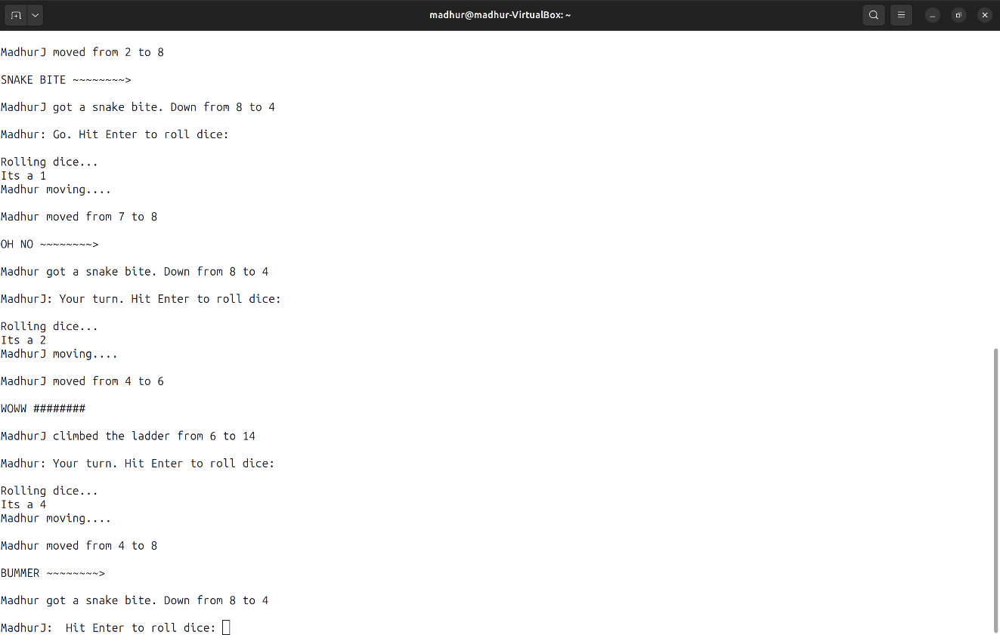 madhur@madhur-VirtualBox: ~
MadhurJ moved from 2 to 8
SNAKE BITE ~~~~~~~~>
MadhurJ got a snake bite. Down from 8 to 4
Madhur: Go. Hit Enter to roll dice:
Rolling dice...
Its a 1
Madhur moving....
Madhur moved from 7 to 8
OH NO ~~~~~~~~>
Madhur got a snake bite. Down from 8 to 4
MadhurJ: Your turn. Hit Enter to roll dice:
Rolling dice...
Its a 2
MadhurJ moving....
MadhurJ moved from 4 to 6
WOWW ########
MadhurJ climbed the ladder from 6 to 14
Madhur: Your turn. Hit Enter to roll dice:
Rolling dice...
Its a 4
Madhur moving....
Madhur moved from 4 to 8
BUMMER ~~~~~~~~>
Madhur got a snake bite. Down from 8 to 4
MadhurJ:  Hit Enter to roll dice: